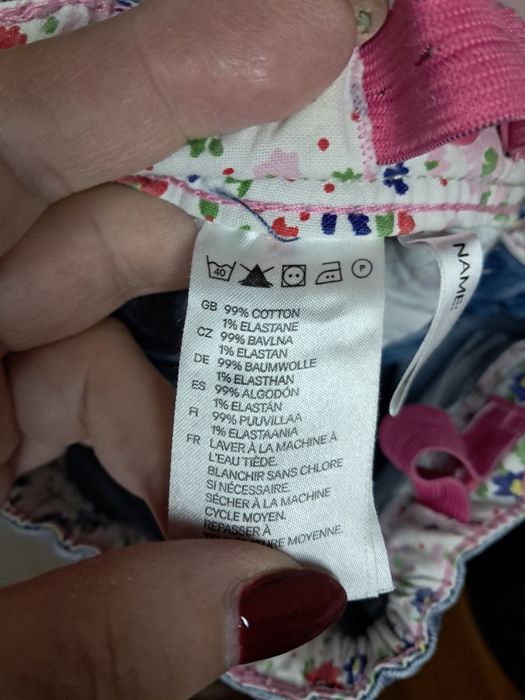 40
P
GB 99% COTTON
1% ELASTANE
CZ 99% BAVLNA
1% ELASTAN
DE 99% BAUMWOLLE
1% ELASTHAN
ES 99% ALGODÓN
1% ELASTÁN
FI 99% PUUVILLAA
1% ELASTAANIA
FR LAVER À LA MACHINE À
L'EAU TIÈDE.
BLANCHIR SANS CHLORE
SI NÉCESSAIRE.
SÉCHER À LA MACHINE
CYCLE MOYEN.
REPASSER À
MOYENNE.
NAME: